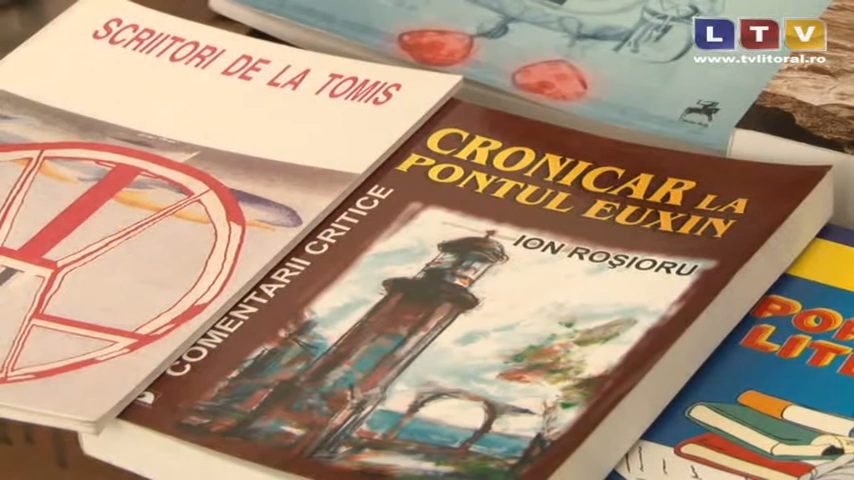 LTV
www.tvlitoral.ro
SCRIITORI DE LA TOMIS
CRONICAR LA
PONTUL EUXIN
ION ROȘIORU
COMENTARII CRITICE